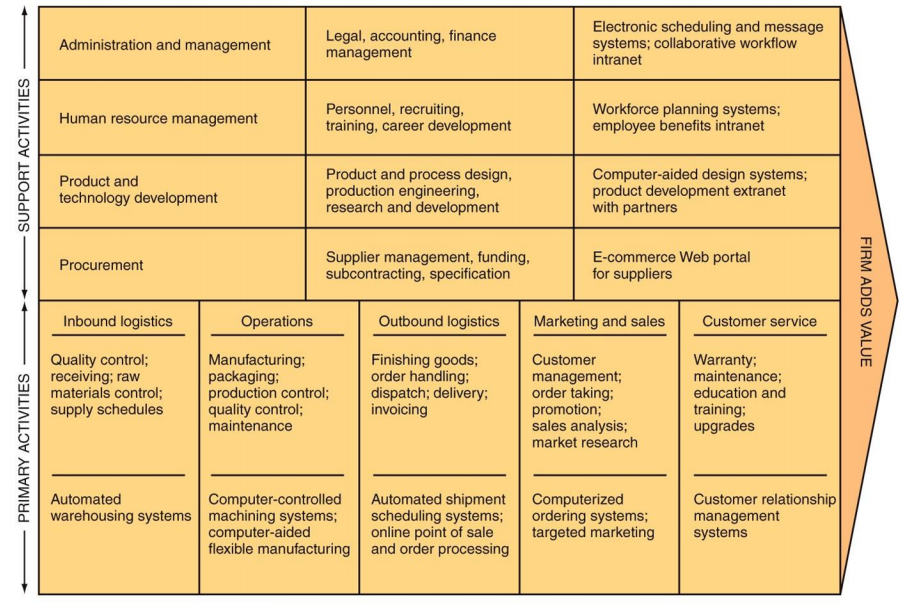 SUPPORT ACTIVITIES
Administration and management
Legal, accounting, finance
management
Electronic scheduling and message
systems; collaborative workflow
intranet
Human resource management
Personnel, recruiting,
training, career development
Workforce planning systems;
employee benefits intranet
Product and
technology development
Product and process design,
production engineering,
research and development
Computer-aided design systems;
product development extranet
with partners
Procurement
Supplier management, funding,
subcontracting, specification
E-commerce Web portal
for suppliers
PRIMARY ACTIVITIES
Inbound logistics
Quality control;
receiving; raw
materials control;
supply schedules
Automated
warehousing systems
Operations
Manufacturing;
packaging;
production control;
quality control;
maintenance
Computer-controlled
machining systems;
computer-aided
flexible manufacturing
Outbound logistics
Finishing goods;
order handling;
dispatch; delivery;
invoicing
Automated shipment
scheduling systems;
online point of sale
and order processing
Marketing and sales
Customer
management;
order taking;
promotion;
sales analysis;
market research
Computerized
ordering systems;
targeted marketing
Customer service
Warranty;
maintenance;
education and
training;
upgrades
Customer relationship
management
systems
FIRM ADDS VALUE